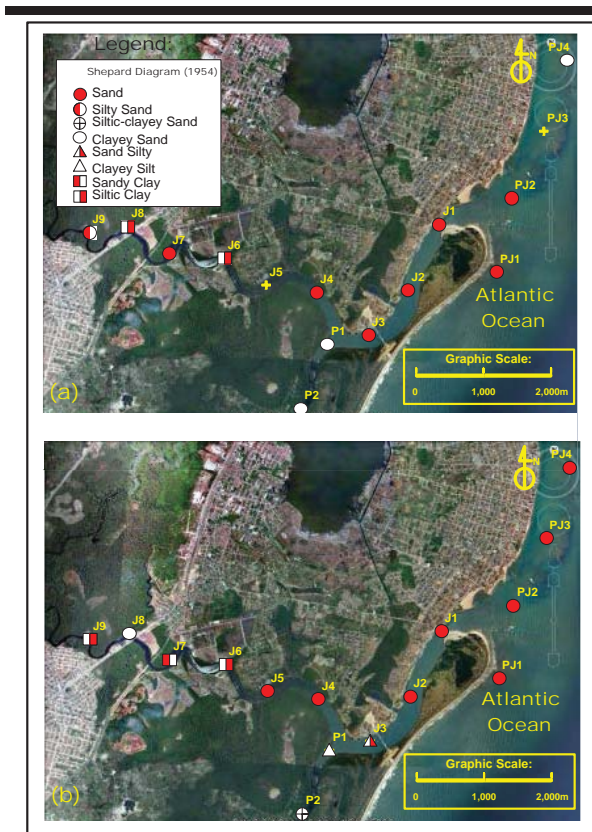 Legend:
Shepard Diagram (1954)
Sand
Silty Sand
Siltic-clayey Sand
Clayey Sand
Sand Silty
Clayey Silt
Sandy Clay
Siltic Clay
PJ4
N
PJ3
PJ2
J1
PJ1
J9
J8
J7
J6
J5
J4
J2
J3
P1
P2
Atlantic
Ocean
Graphic Scale:
0 1,000 2,000m
(a)
PJ4
N
PJ3
PJ2
J1
PJ1
J9
J8
J7
J6
J5
J4
J2
J3
P1
P2
Atlantic
Ocean
Graphic Scale:
0 1,000 2,000m
(b)